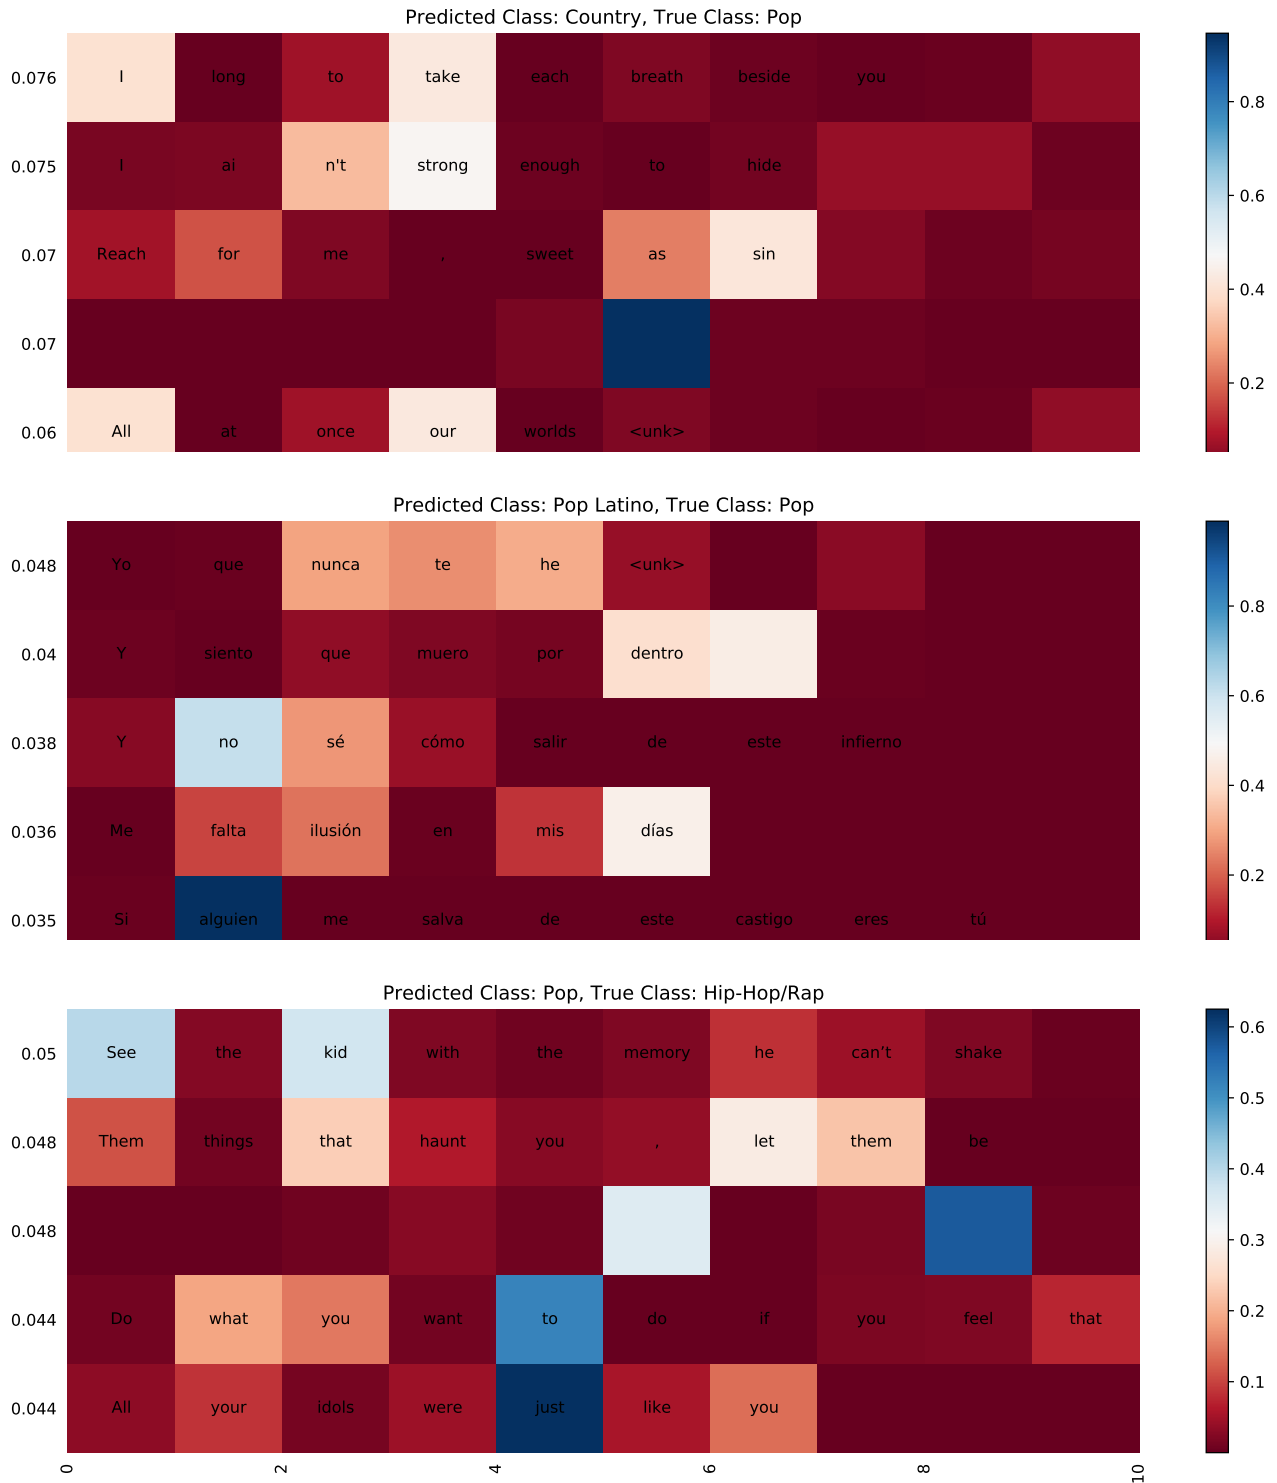 Predicted Class: Country, True Class: Pop
0.076 I long to take each breath beside you
0.075 I ai n't strong enough to hide
0.07 Reach for me , sweet as sin
0.07
0.06 All at once our worlds <unk>
0.8
0.6
0.4
0.2
Predicted Class: Pop Latino, True Class: Pop
0.048 Yo que nunca te he <unk>
0.04 Y siento que muero por dentro
0.038 Y no sé cómo salir de este infierno
0.036 Me falta ilusión en mis días
0.035 Si alguien me salva de este castigo eres tú
0.8
0.6
0.4
0.2
Predicted Class: Pop, True Class: Hip-Hop/Rap
0.05 See the kid with the memory he can’t shake
0.048 Them things that haunt you , let them be
0.048
0.044 Do what you want to do if you feel that
0.044 All your idols were just like you
0.6
0.5
0.4
0.3
0.2
0.1
0 2 4 6 8 10